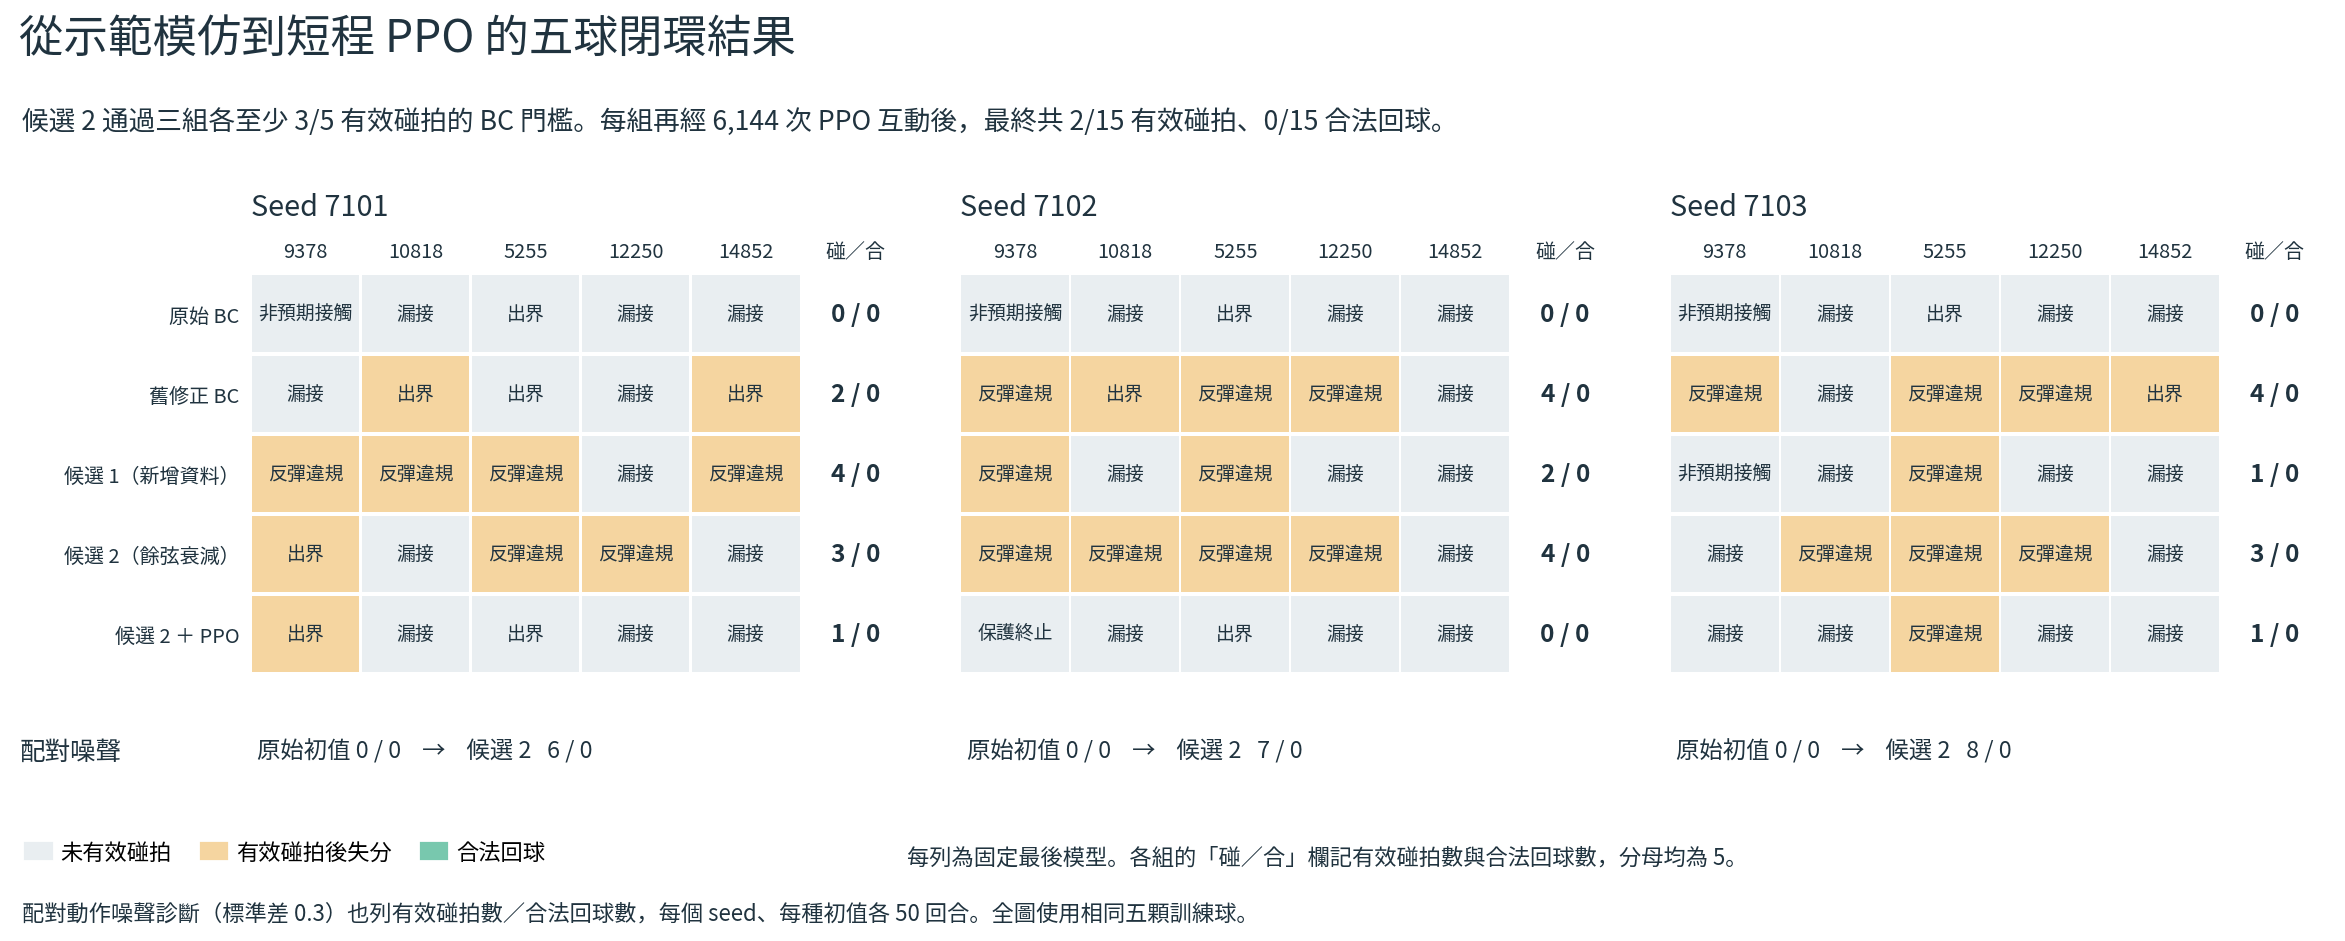 從示範模仿到短程 PPO 的五球閉環結果
候選 2 通過三組各至少 3/5 有效碰拍的 BC 門檻。每組再經 6,144 次 PPO 互動後，最終共 2/15 有效碰拍、0/15 合法回球。
Seed 7101 Seed 7102 Seed 7103
9378 10818 5255 12250 14852 碰／合 9378 10818 5255 12250 14852 碰／合 9378 10818 5255 12250 14852 碰／合
原始 BC 非預期接觸 漏接 出界 漏接 漏接 0 / 0 非預期接觸 漏接 出界 漏接 漏接 0 / 0 非預期接觸 漏接 出界 漏接 漏接 0 / 0
舊修正 BC 漏接 出界 出界 漏接 出界 2 / 0 反彈違規 出界 反彈違規 反彈違規 漏接 4 / 0 反彈違規 漏接 反彈違規 反彈違規 出界 4 / 0
候選 1（新增資料） 反彈違規 反彈違規 反彈違規 漏接 反彈違規 4 / 0 反彈違規 漏接 反彈違規 漏接 漏接 2 / 0 非預期接觸 漏接 反彈違規 漏接 漏接 1 / 0
候選 2（餘弦衰減） 出界 漏接 反彈違規 反彈違規 漏接 3 / 0 反彈違規 反彈違規 反彈違規 反彈違規 漏接 4 / 0 漏接 反彈違規 反彈違規 反彈違規 漏接 3 / 0
候選 2 ＋ PPO 出界 漏接 出界 漏接 漏接 1 / 0 保護終止 漏接 出界 漏接 漏接 0 / 0 漏接 漏接 反彈違規 漏接 漏接 1 / 0
配對噪聲 原始初值 0 / 0 → 候選 2 6 / 0 原始初值 0 / 0 → 候選 2 7 / 0 原始初值 0 / 0 → 候選 2 8 / 0
未有效碰拍 有效碰拍後失分 合法回球 每列為固定最後模型。各組的「碰／合」欄記有效碰拍數與合法回球數，分母均為 5。
配對動作噪聲診斷（標準差 0.3）也列有效碰拍數／合法回球數，每個 seed、每種初值各 50 回合。全圖使用相同五顆訓練球。